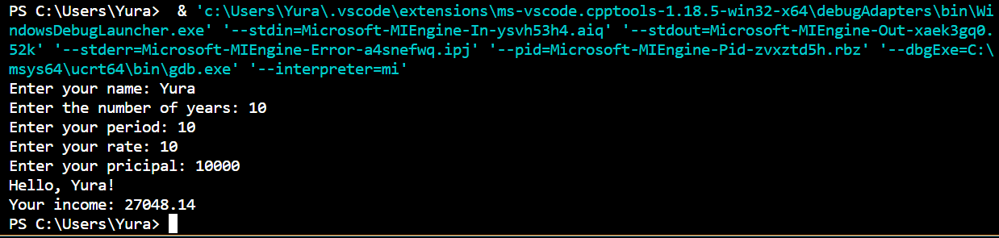 PS C:\Users\Yura>  & 'c:\Users\Yura\.vscode\extensions\ms-vscode.cpptools-1.18.5-win32-x64\debugAdapters\bin\Wi
ndowsDebugLauncher.exe' '--stdin=Microsoft-MIEngine-In-ysvh53h4.aiq' '--stdout=Microsoft-MIEngine-Out-xaek3gq0.
52k' '--stderr=Microsoft-MIEngine-Error-a4snefwq.ipj' '--pid=Microsoft-MIEngine-Pid-zvxztd5h.rbz' '--dbgExe=C:\
msys64\ucrt64\bin\gdb.exe' '--interpreter=mi'
Enter your name: Yura
Enter the number of years: 10
Enter your period: 10
Enter your rate: 10
Enter your pricipal: 10000
Hello, Yura!
Your income: 27048.14
PS C:\Users\Yura>